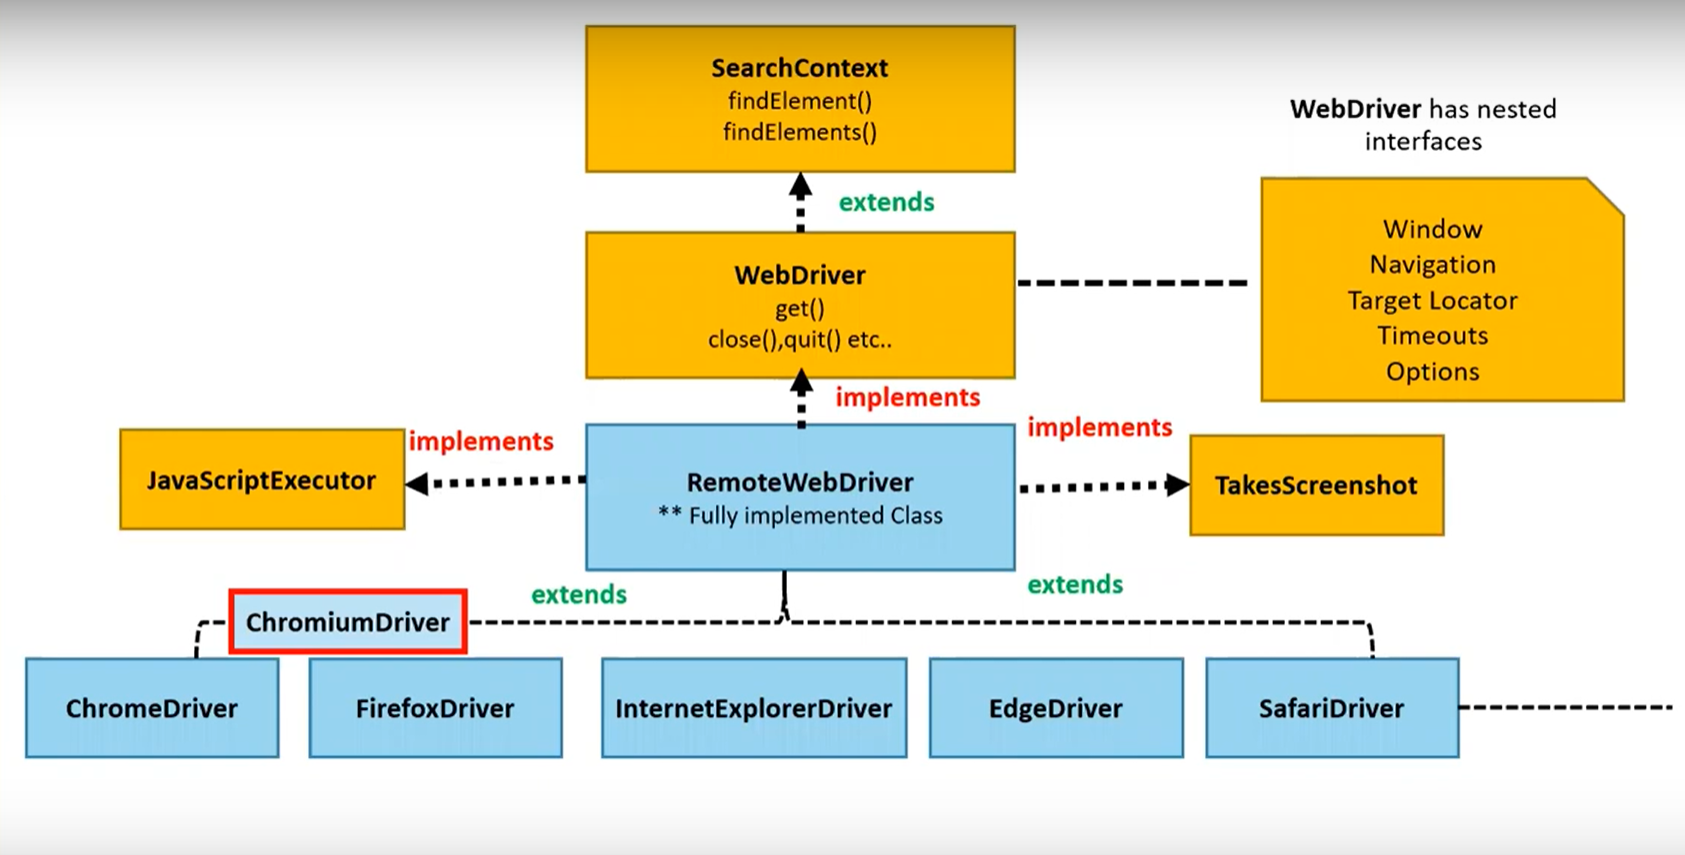 SearchContext
findElement()
findElements()
WebDriver has nested
interfaces
extends
WebDriver
get()
close(),quit() etc..
Window
Navigation
Target Locator
Timeouts
Options
implements
implements
implements
JavaScriptExecutor
RemoteWebDriver
** Fully implemented Class
TakesScreenshot
extends
extends
ChromiumDriver
ChromeDriver
FirefoxDriver
InternetExplorerDriver
EdgeDriver
SafariDriver